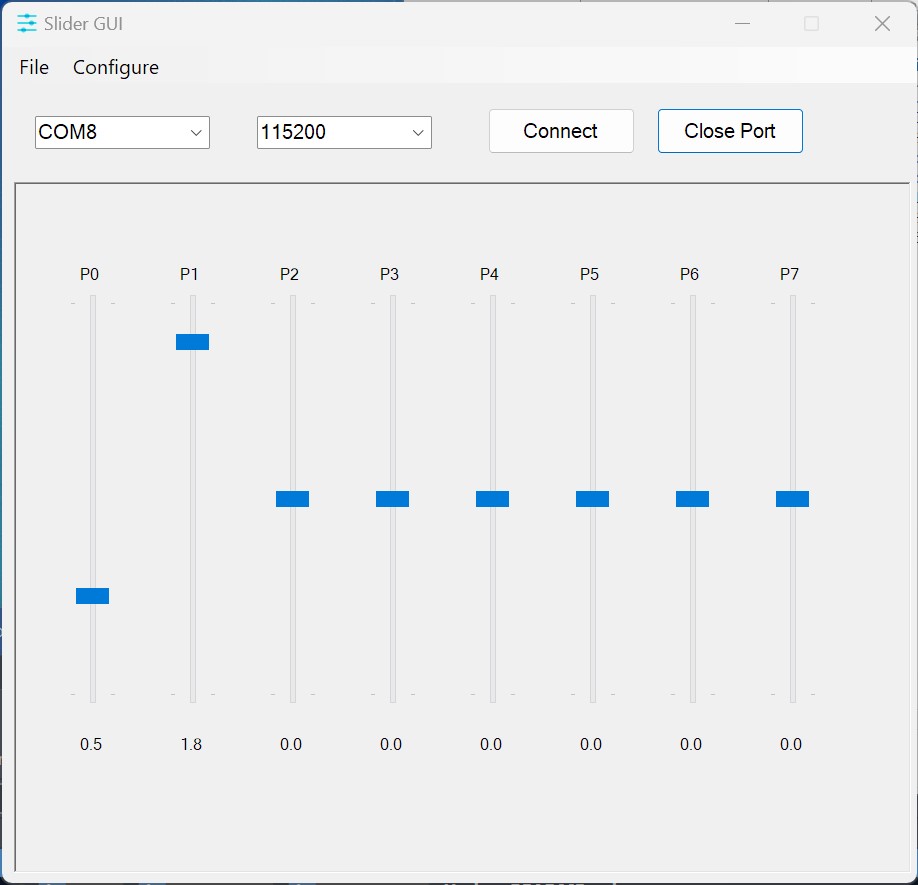 Slider GUI
File Configure
COM8 115200 Connect Close Port
P0 P1 P2 P3 P4 P5 P6 P7
0.5 1.8 0.0 0.0 0.0 0.0 0.0 0.0